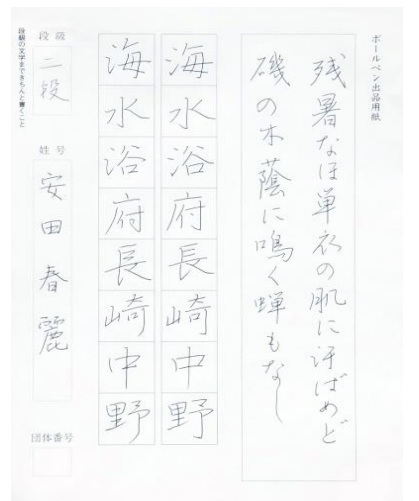 ボールペン出品用紙
残暑なほ単衣の肌に汗ばめど
磯の木蔭に鳴く蝉もなし
海水浴府長崎中野
海水浴府長崎中野
段級
二段
姓号
安田春麗
団体番号
段級の文字まできちんと書くこと